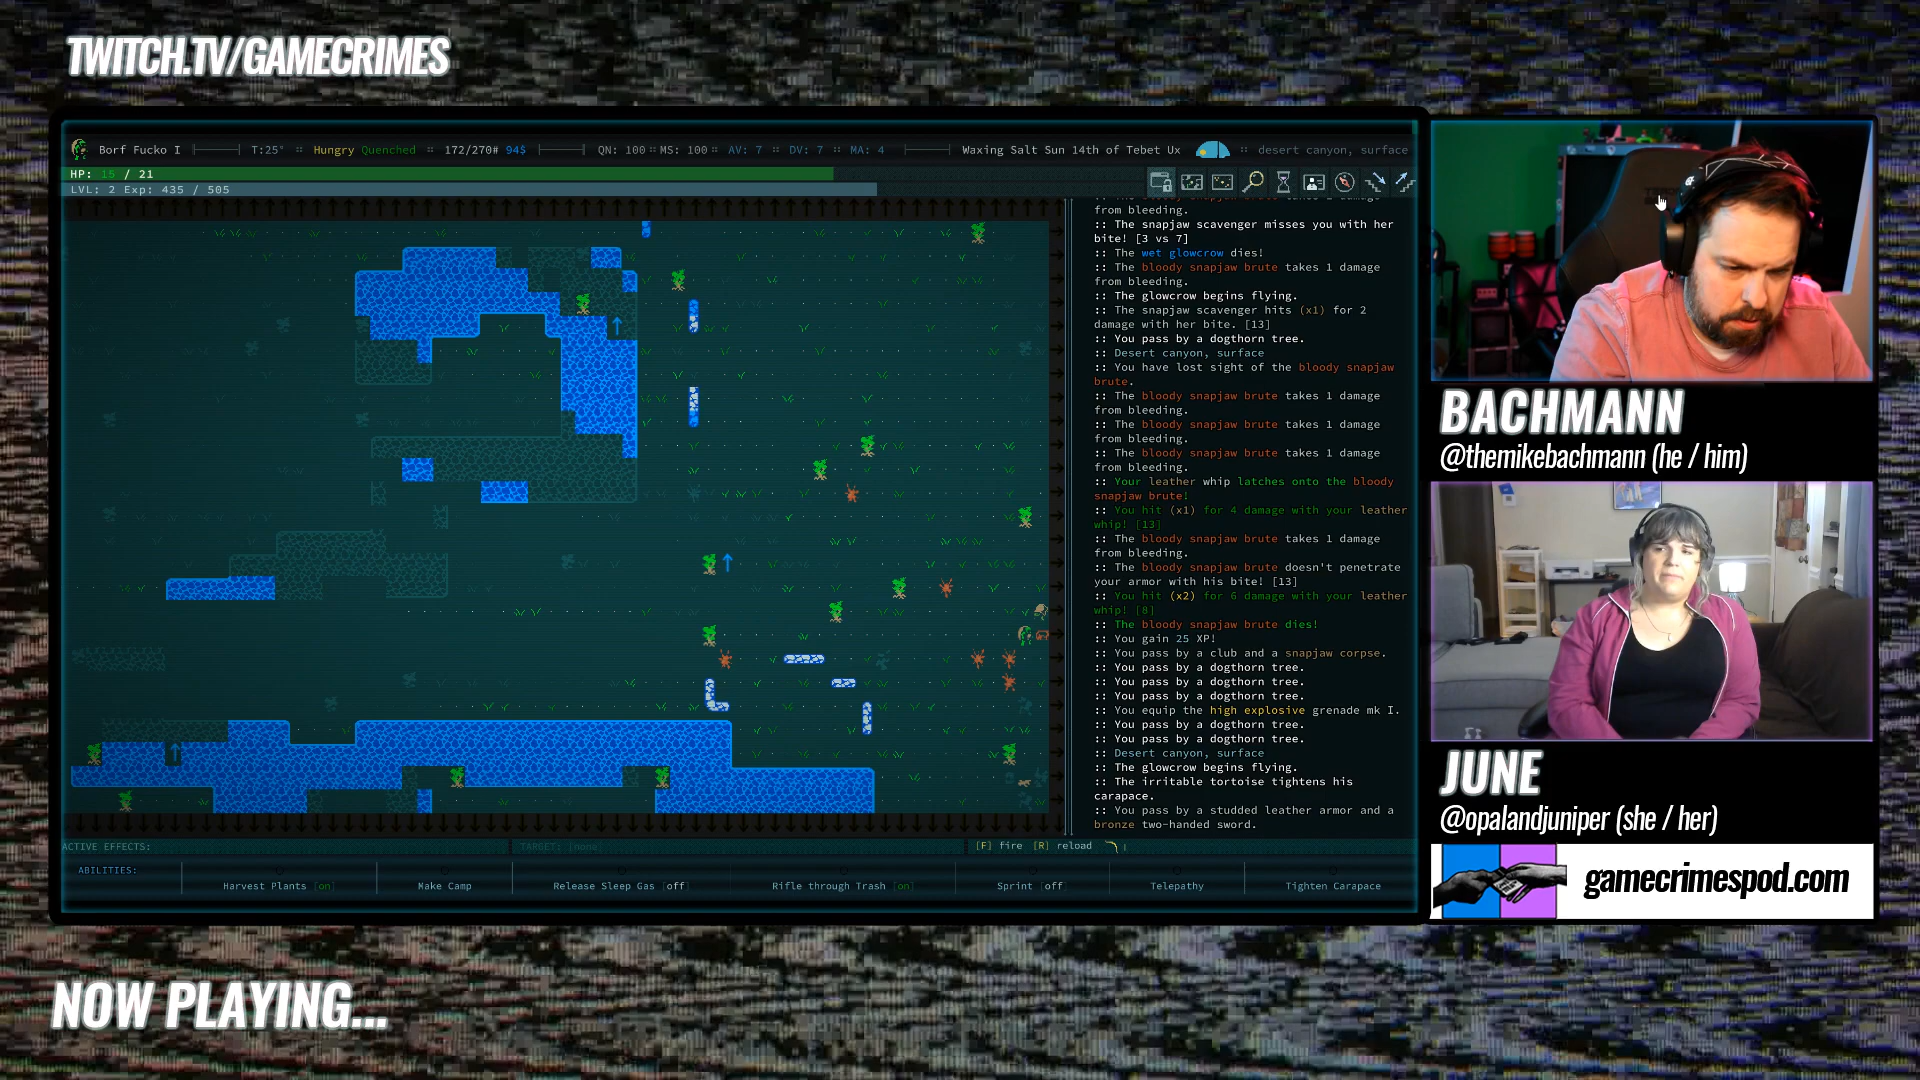 TWITCH.TV/GAMECRIMES
Borf Fucko I T:25° :: Hungry Quenched :: 172/270# 94$ QN: 100 :: MS: 100 :: AV: 7 :: DV: 7 :: MA: 4 Waxing Salt Sun 14th of Tebet Ux :: desert canyon, surface
HP: 15 / 21
LVL: 2 Exp: 435 / 505
from bleeding.
:: The snapjaw scavenger misses you with her
bite! [3 vs 7]
:: The wet glowcrow dies!
:: The bloody snapjaw brute takes 1 damage
from bleeding.
:: The glowcrow begins flying.
:: The snapjaw scavenger hits (x1) for 2
damage with her bite. [13]
:: You pass by a dogthorn tree.
:: Desert canyon, surface
:: You have lost sight of the bloody snapjaw
brute.
:: The bloody snapjaw brute takes 1 damage
from bleeding.
:: The bloody snapjaw brute takes 1 damage
from bleeding.
:: The bloody snapjaw brute takes 1 damage
from bleeding.
:: Your leather whip latches onto the bloody
snapjaw brute!
:: You hit (x1) for 4 damage with your leather
whip! [13]
:: The bloody snapjaw brute takes 1 damage
from bleeding.
:: The bloody snapjaw brute doesn't penetrate
your armor with his bite! [13]
:: You hit (x2) for 6 damage with your leather
whip! [8]
:: The bloody snapjaw brute dies!
:: You gain 25 XP!
:: You pass by a club and a snapjaw corpse.
:: You pass by a dogthorn tree.
:: You pass by a dogthorn tree.
:: You pass by a dogthorn tree.
:: You equip the high explosive grenade mk I.
:: You pass by a dogthorn tree.
:: You pass by a dogthorn tree.
:: Desert canyon, surface
:: The glowcrow begins flying.
:: The irritable tortoise tightens his
carapace.
:: You pass by a studded leather armor and a
bronze two-handed sword.
ACTIVE EFFECTS: TARGET: [none] [F] fire [R] reload
ABILITIES: Harvest Plants [on] Make Camp Release Sleep Gas [off] Rifle through Trash [on] Sprint [off] Telepathy Tighten Carapace
BACHMANN
@themikebachmann (he / him)
JUNE
@opalandjuniper (she / her)
gamecrimespod.com
NOW PLAYING...